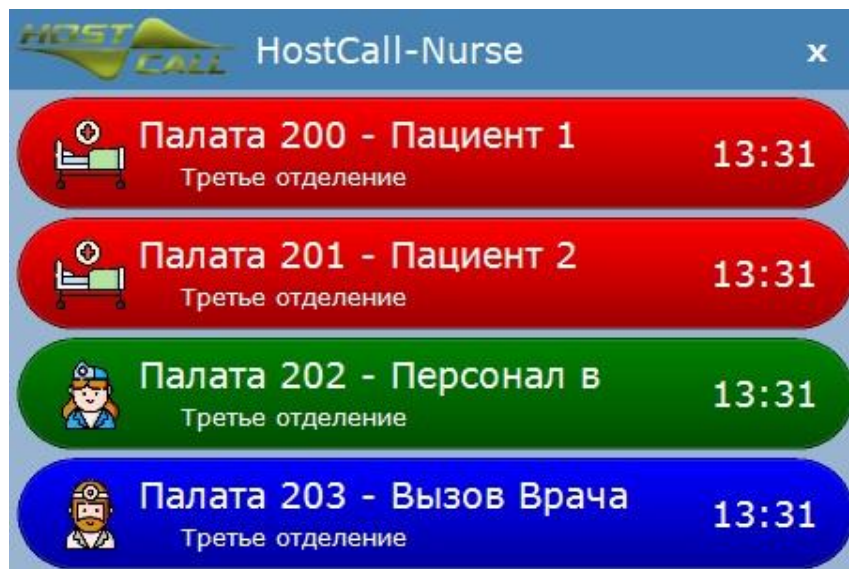 HOST
CALL
HostCall-Nurse
x
Палата 200 - Пациент 1
Третье отделение
13:31
Палата 201 - Пациент 2
Третье отделение
13:31
Палата 202 - Персонал в
Третье отделение
13:31
Палата 203 - Вызов Врача
Третье отделение
13:31